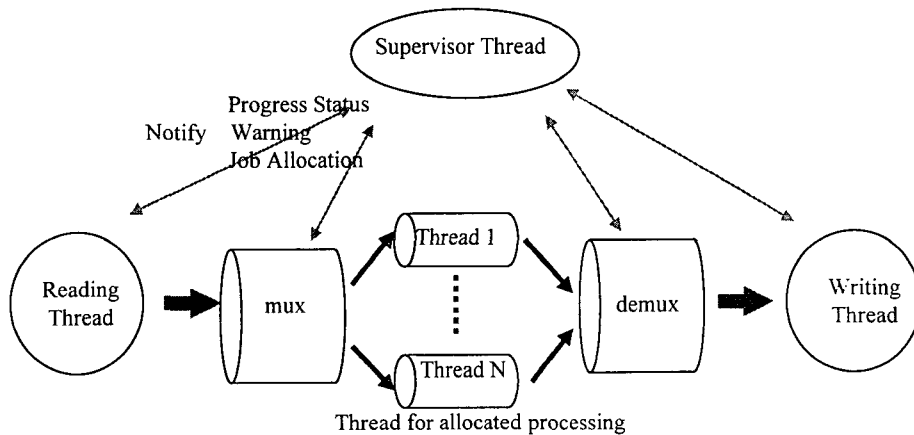 Supervisor Thread
Progress Status
Notify Warning
Job Allocation
Reading
Thread
mux
Thread 1
Thread N
demux
Writing
Thread
Thread for allocated processing